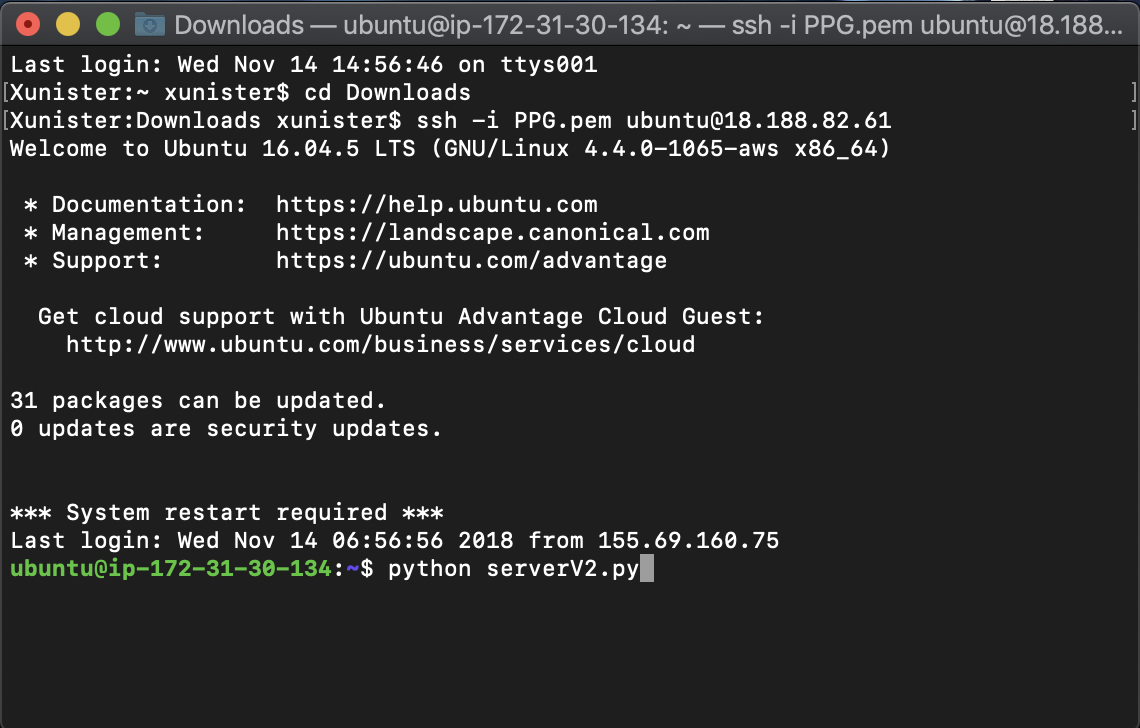 Downloads — ubuntu@ip-172-31-30-134: ~ — ssh -i PPG.pem ubuntu@18.188...
Last login: Wed Nov 14 14:56:46 on ttys001
[Xunister:~ xunister$ cd Downloads ]
[Xunister:Downloads xunister$ ssh -i PPG.pem ubuntu@18.188.82.61 ]
Welcome to Ubuntu 16.04.5 LTS (GNU/Linux 4.4.0-1065-aws x86_64)
* Documentation: https://help.ubuntu.com
* Management: https://landscape.canonical.com
* Support: https://ubuntu.com/advantage
Get cloud support with Ubuntu Advantage Cloud Guest:
http://www.ubuntu.com/business/services/cloud
31 packages can be updated.
0 updates are security updates.
*** System restart required ***
Last login: Wed Nov 14 06:56:56 2018 from 155.69.160.75
ubuntu@ip-172-31-30-134:~$ python serverV2.py